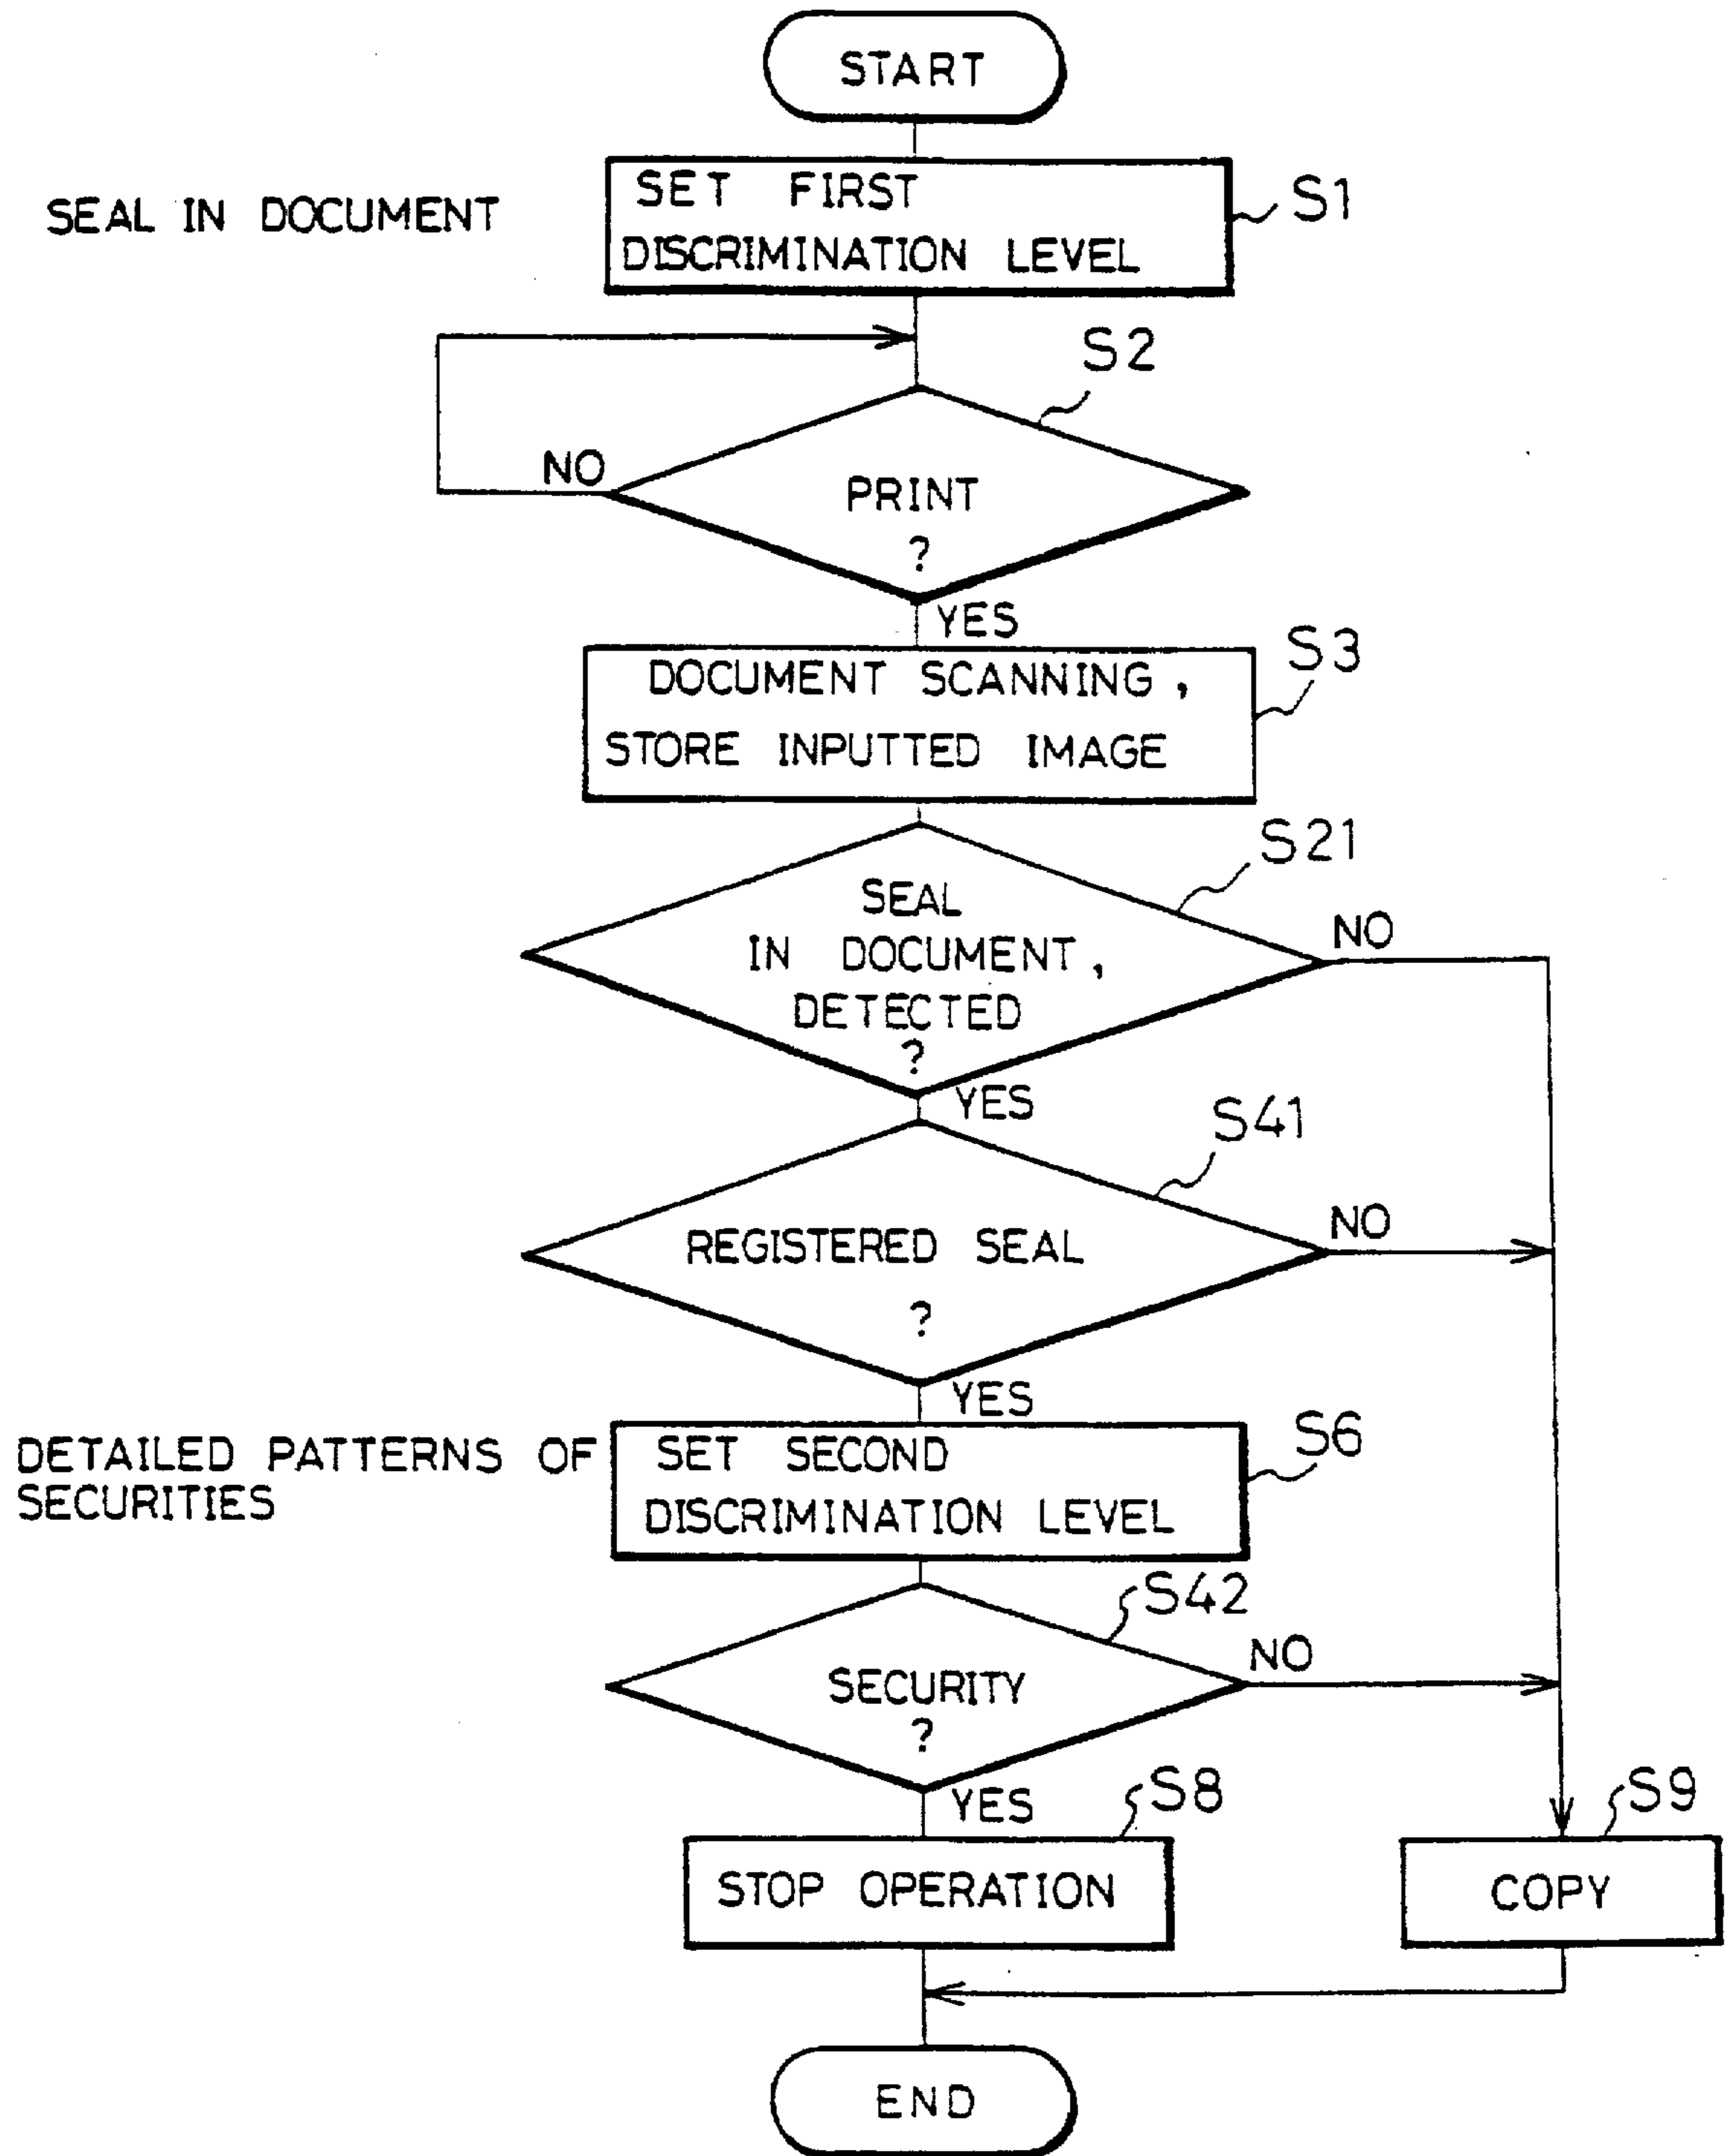 START
SEAL IN DOCUMENT
SET FIRST
DISCRIMINATION LEVEL
S1
S2
NO
PRINT
?
YES
S3
DOCUMENT SCANNING,
STORE INPUTTED IMAGE
S21
SEAL
IN DOCUMENT,
DETECTED
?
NO
YES
S41
REGISTERED SEAL
?
NO
YES
DETAILED PATTERNS OF
SECURITIES
SET SECOND
DISCRIMINATION LEVEL
S6
S42
SECURITY
?
NO
YES
S8
STOP OPERATION
S9
COPY
END